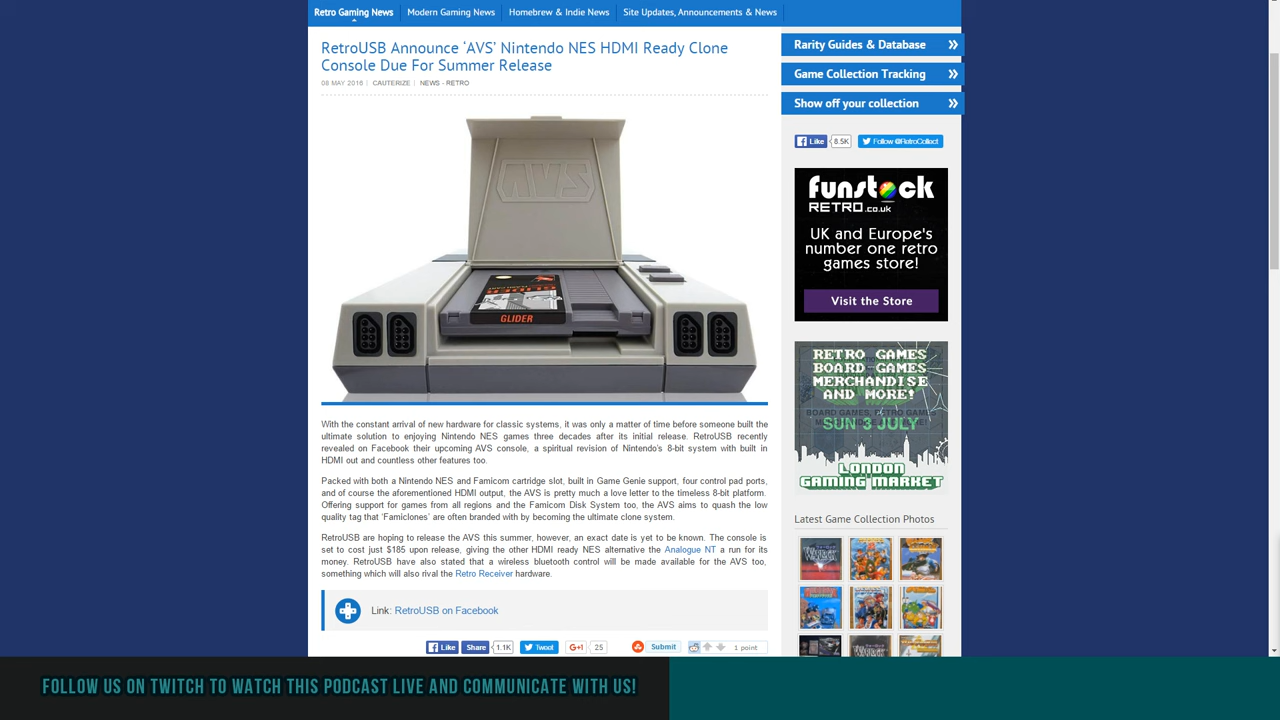 Retro Gaming News
Modern Gaming News
Homebrew & Indie News
Site Updates, Announcements & News
RetroUSB Announce ‘AVS’ Nintendo NES HDMI Ready Clone
Console Due For Summer Release
08 MAY 2016 | CAUTERIZE | NEWS - RETRO
AVS
GLIDER
With the constant arrival of new hardware for classic systems, it was only a matter of time before someone built the
ultimate solution to enjoying Nintendo NES games three decades after its initial release. RetroUSB recently
revealed on Facebook their upcoming AVS console, a spiritual revision of Nintendo's 8-bit system with built in
HDMI out and countless other features too.
Packed with both a Nintendo NES and Famicom cartridge slot, built in Game Genie support, four control pad ports,
and of course the aforementioned HDMI output, the AVS is pretty much a love letter to the timeless 8-bit platform.
Offering support for games from all regions and the Famicom Disk System too, the AVS aims to quash the low
quality tag that 'Famiclones' are often branded with by becoming the ultimate clone system.
RetroUSB are hoping to release the AVS this summer, however, an exact date is yet to be known. The console is
set to cost just $185 upon release, giving the other HDMI ready NES alternative the Analogue NT a run for its
money. RetroUSB have also stated that a wireless bluetooth control will be made available for the AVS too,
something which will also rival the Retro Receiver hardware.
Link: RetroUSB on Facebook
Like Share 1.1K Tweet +1 25 Submit 1 point
Rarity Guides & Database
Game Collection Tracking
Show off your collection
Like 8.5K Follow @RetroCollect
funstock
RETRO.co.uk
UK and Europe's
number one retro
games store!
Visit the Store
RETRO GAMES
BOARD GAMES
MERCHANDISE
AND MORE!
SUN 3 JULY
LONDON
GAMING MARKET
Latest Game Collection Photos
FOLLOW US ON TWITCH TO WATCH THIS PODCAST LIVE AND COMMUNICATE WITH US!